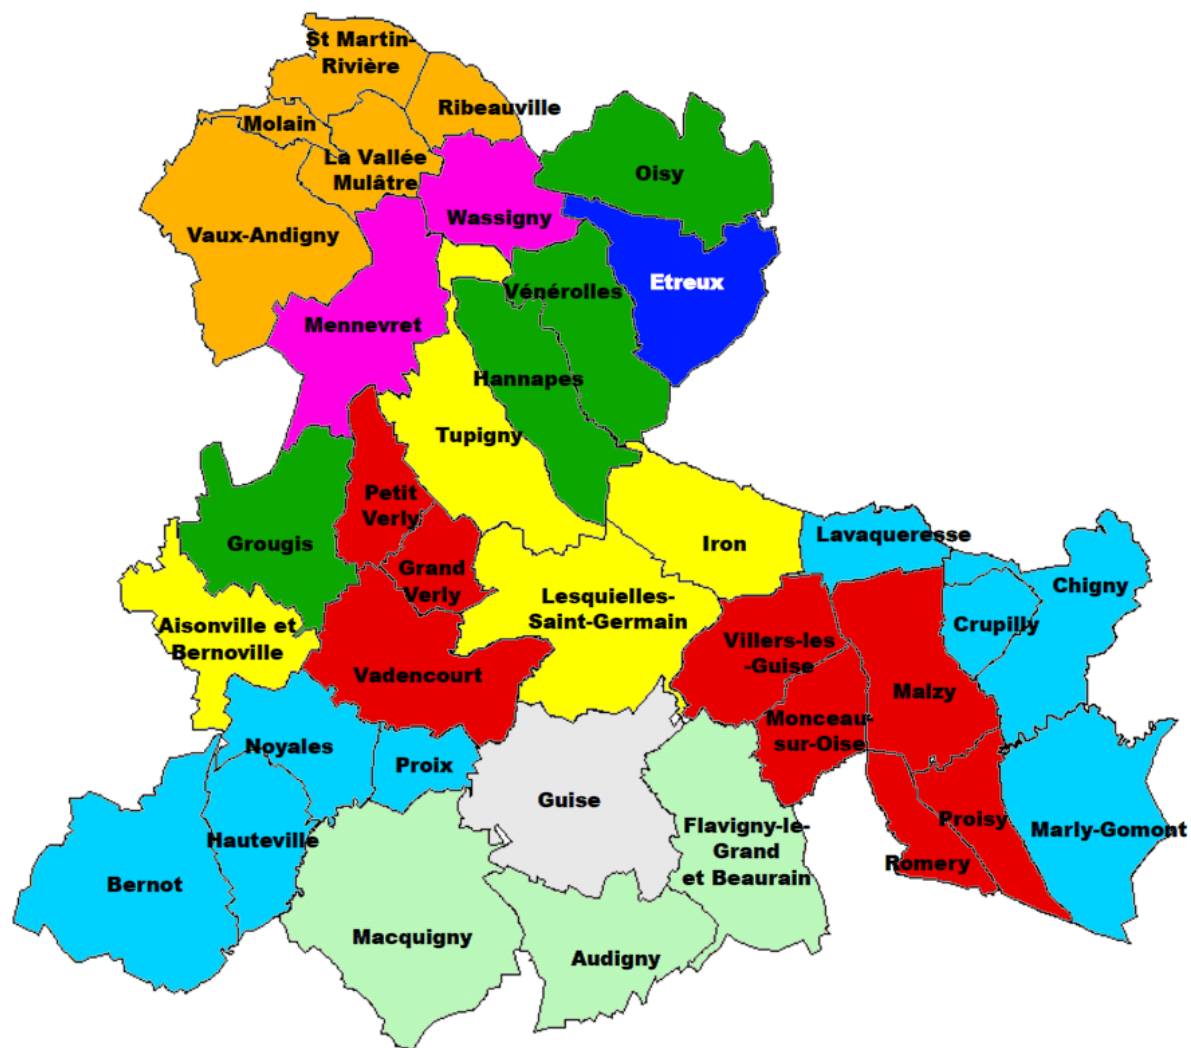 St Martin-
Rivière
Ribeauville
Molain
La Vallée
Mulâtre
Oisy
Wassigny
Vaux-Andigny
Etreux
Vénérolles
Mennevret
Hannapes
Tupigny
Petit
Verly
Grougis
Iron
Lavaqueresse
Grand
Verly
Chigny
Lesquielles-
Saint-Germain
Crupilly
Aisonville et
Bernoville
Villers-les
-Guise
Vadencourt
Malzy
Monceau-
sur-Oise
Noyales
Proix
Guise
Proisy
Marly-Gomont
Flavigny-le-
Grand
et Beaurain
Hauteville
Romery
Bernot
Macquigny
Audigny